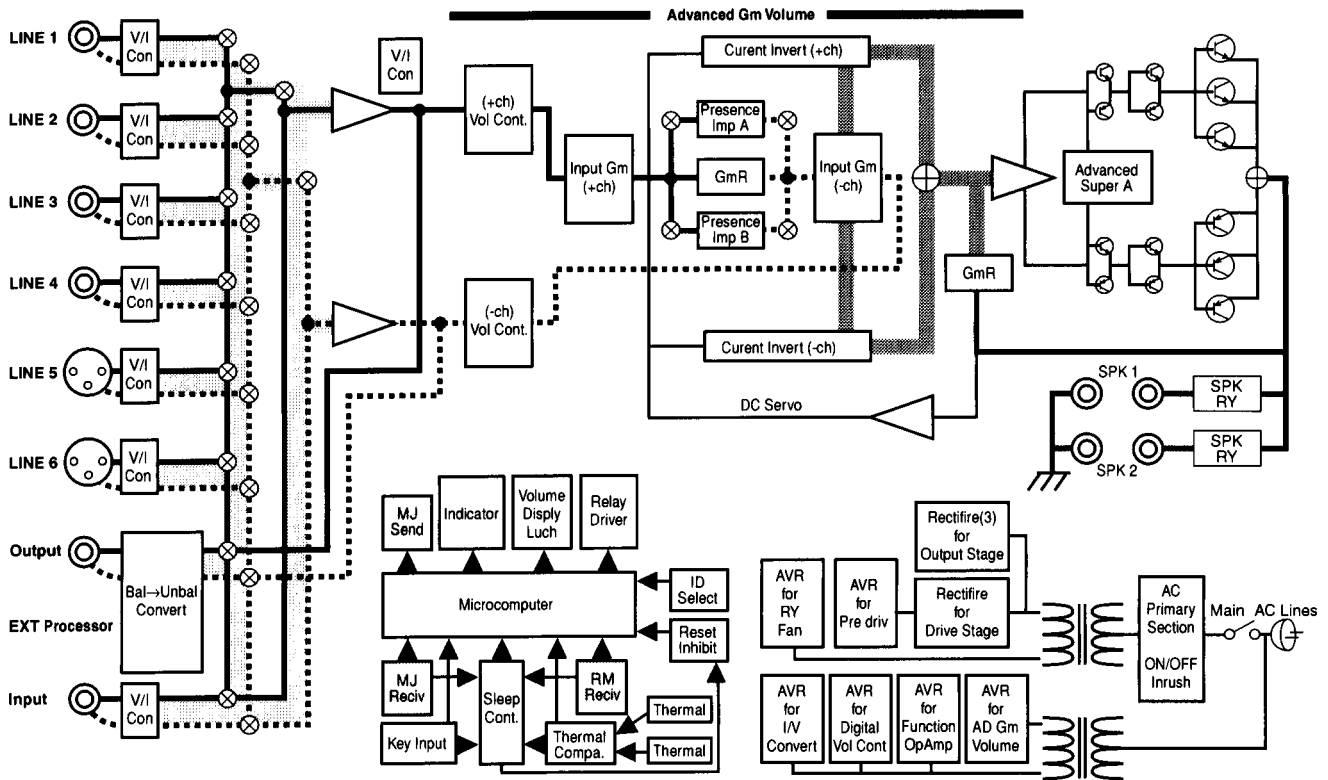 Advanced Gm Volume
LINE 1
V/I
Con
LINE 2
V/I
Con
LINE 3
V/I
Con
LINE 4
V/I
Con
LINE 5
V/I
Con
LINE 6
V/I
Con
Output
Bal→Unbal
Convert
EXT Processor
Input
V/I
Con
V/I
Con
(+ch)
Vol Cont.
(-ch)
Vol Cont.
Input Gm
(+ch)
Curent Invert (+ch)
Presence
Imp A
GmR
Presence
Imp B
Input Gm
(-ch)
Curent Invert (-ch)
DC Servo
GmR
Advanced
Super A
SPK 1
SPK
RY
SPK 2
SPK
RY
MJ
Send
Indicator
Volume
Disply
Luch
Relay
Driver
Microcomputer
ID
Select
Reset
Inhibit
MJ
Reciv
Sleep
Cont.
RM
Reciv
Key Input
Thermal
Compa.
Thermal
Thermal
Rectifire(3)
for
Output Stage
AVR
for
RY
Fan
AVR
for
Pre driv
Rectifire
for
Drive Stage
AC
Primary
Section
ON/OFF
Inrush
Main
AC Lines
AVR
for
I/V
Convert
AVR
for
Digital
Vol Cont
AVR
for
Function
OpAmp
AVR
for
AD Gm
Volume